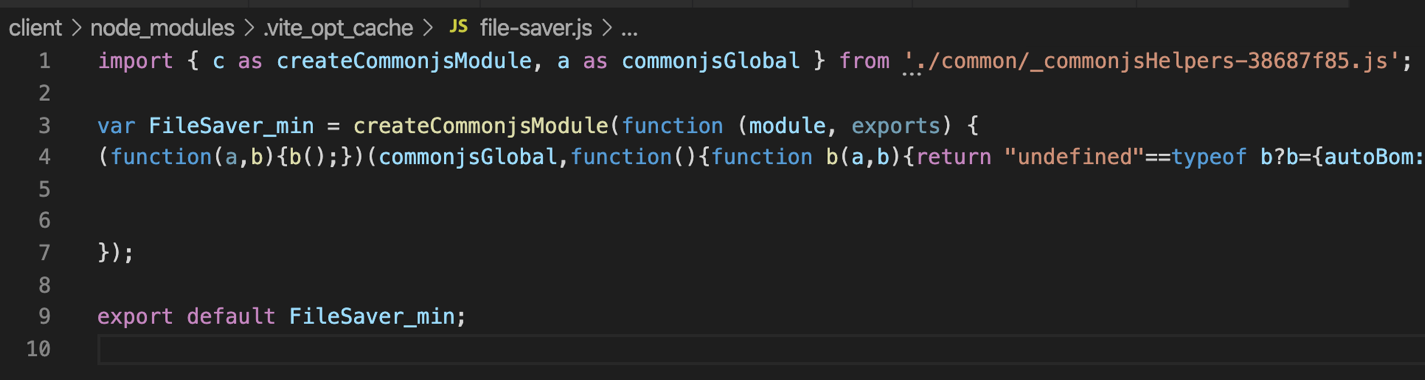 client > node_modules > .vite_opt_cache > JS file-saver.js > ...
1 import { c as createCommonjsModule, a as commonjsGlobal } from './common/_commonjsHelpers-38687f85.js';
2
3 var FileSaver_min = createCommonjsModule(function (module, exports) {
4 (function(a,b){b();})(commonjsGlobal,function(){function b(a,b){return "undefined"==typeof b?b={autoBom:
5
6
7 });
8
9 export default FileSaver_min;
10